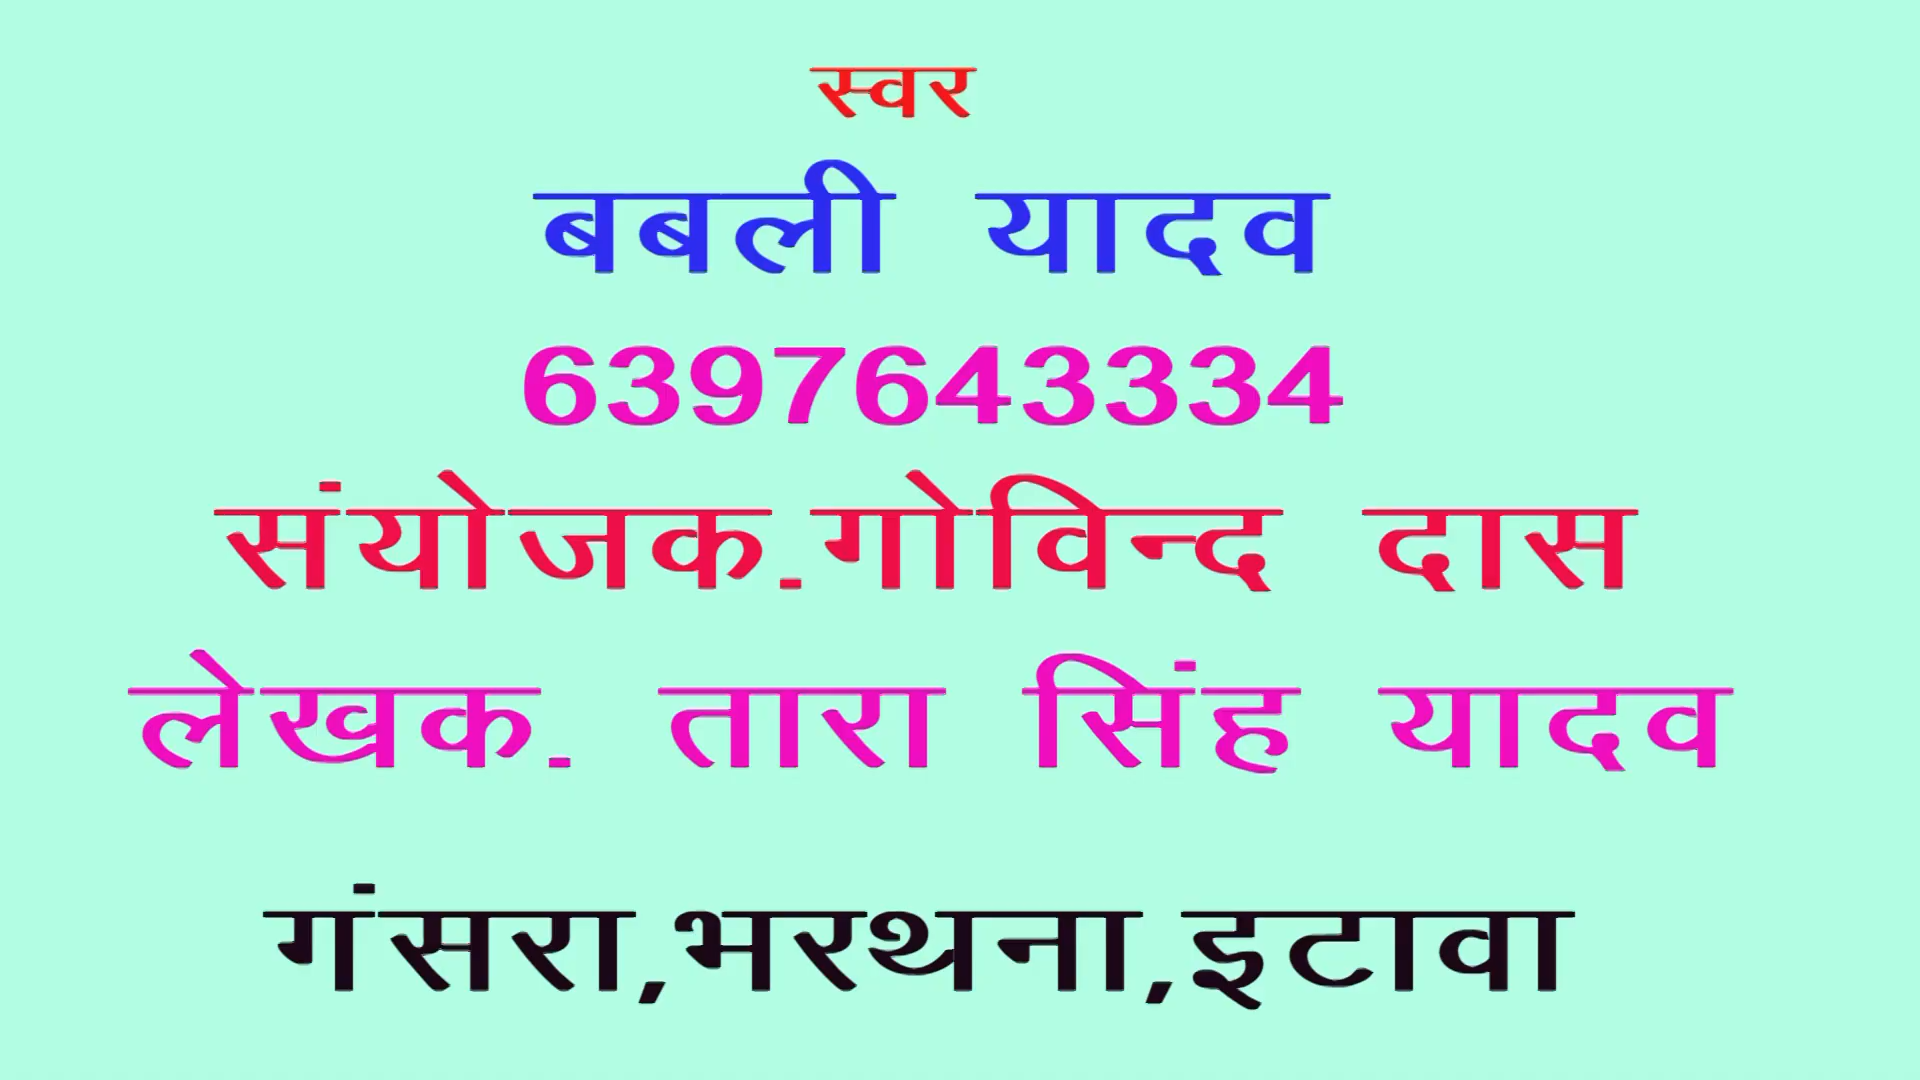 स्वर
बबली यादव
6397643334
संयोजक.गोविन्द दास
लेखक. तारा सिंह यादव
गंसरा,भरथना,इटावा